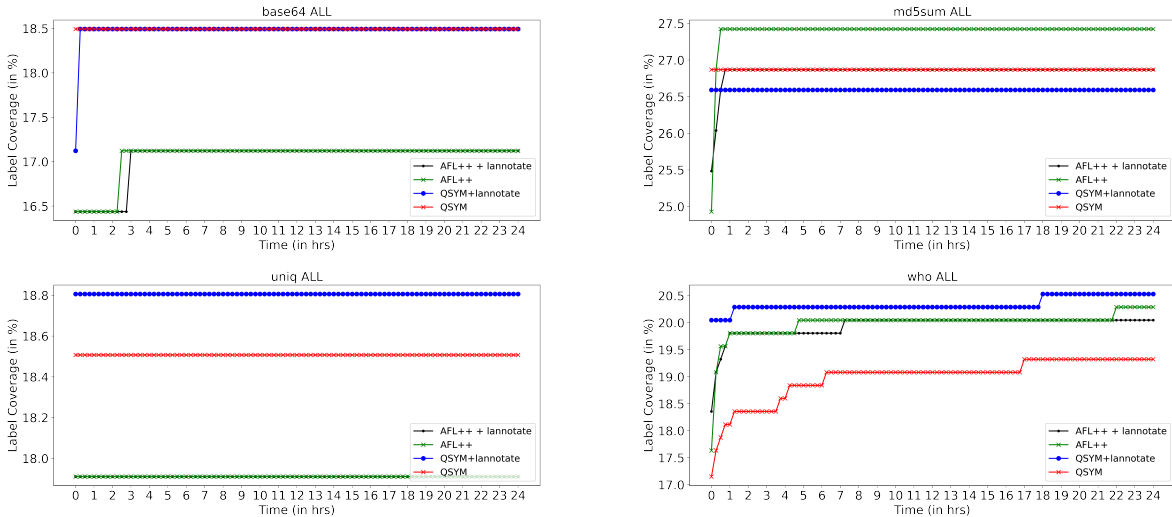 base64 ALL
Label Coverage (in %)
18.5
18.0
17.5
17.0
16.5
AFL++ + lannotate
AFL++
QSYM+lannotate
QSYM
0 1 2 3 4 5 6 7 8 9 10 11 12 13 14 15 16 17 18 19 20 21 22 23 24
Time (in hrs)
md5sum ALL
Label Coverage (in %)
27.5
27.0
26.5
26.0
25.5
25.0
AFL++ + lannotate
AFL++
QSYM+lannotate
QSYM
0 1 2 3 4 5 6 7 8 9 10 11 12 13 14 15 16 17 18 19 20 21 22 23 24
Time (in hrs)
uniq ALL
Label Coverage (in %)
18.8
18.6
18.4
18.2
18.0
AFL++ + lannotate
AFL++
QSYM+lannotate
QSYM
0 1 2 3 4 5 6 7 8 9 10 11 12 13 14 15 16 17 18 19 20 21 22 23 24
Time (in hrs)
who ALL
Label Coverage (in %)
20.5
20.0
19.5
19.0
18.5
18.0
17.5
17.0
AFL++ + lannotate
AFL++
QSYM+lannotate
QSYM
0 1 2 3 4 5 6 7 8 9 10 11 12 13 14 15 16 17 18 19 20 21 22 23 24
Time (in hrs)